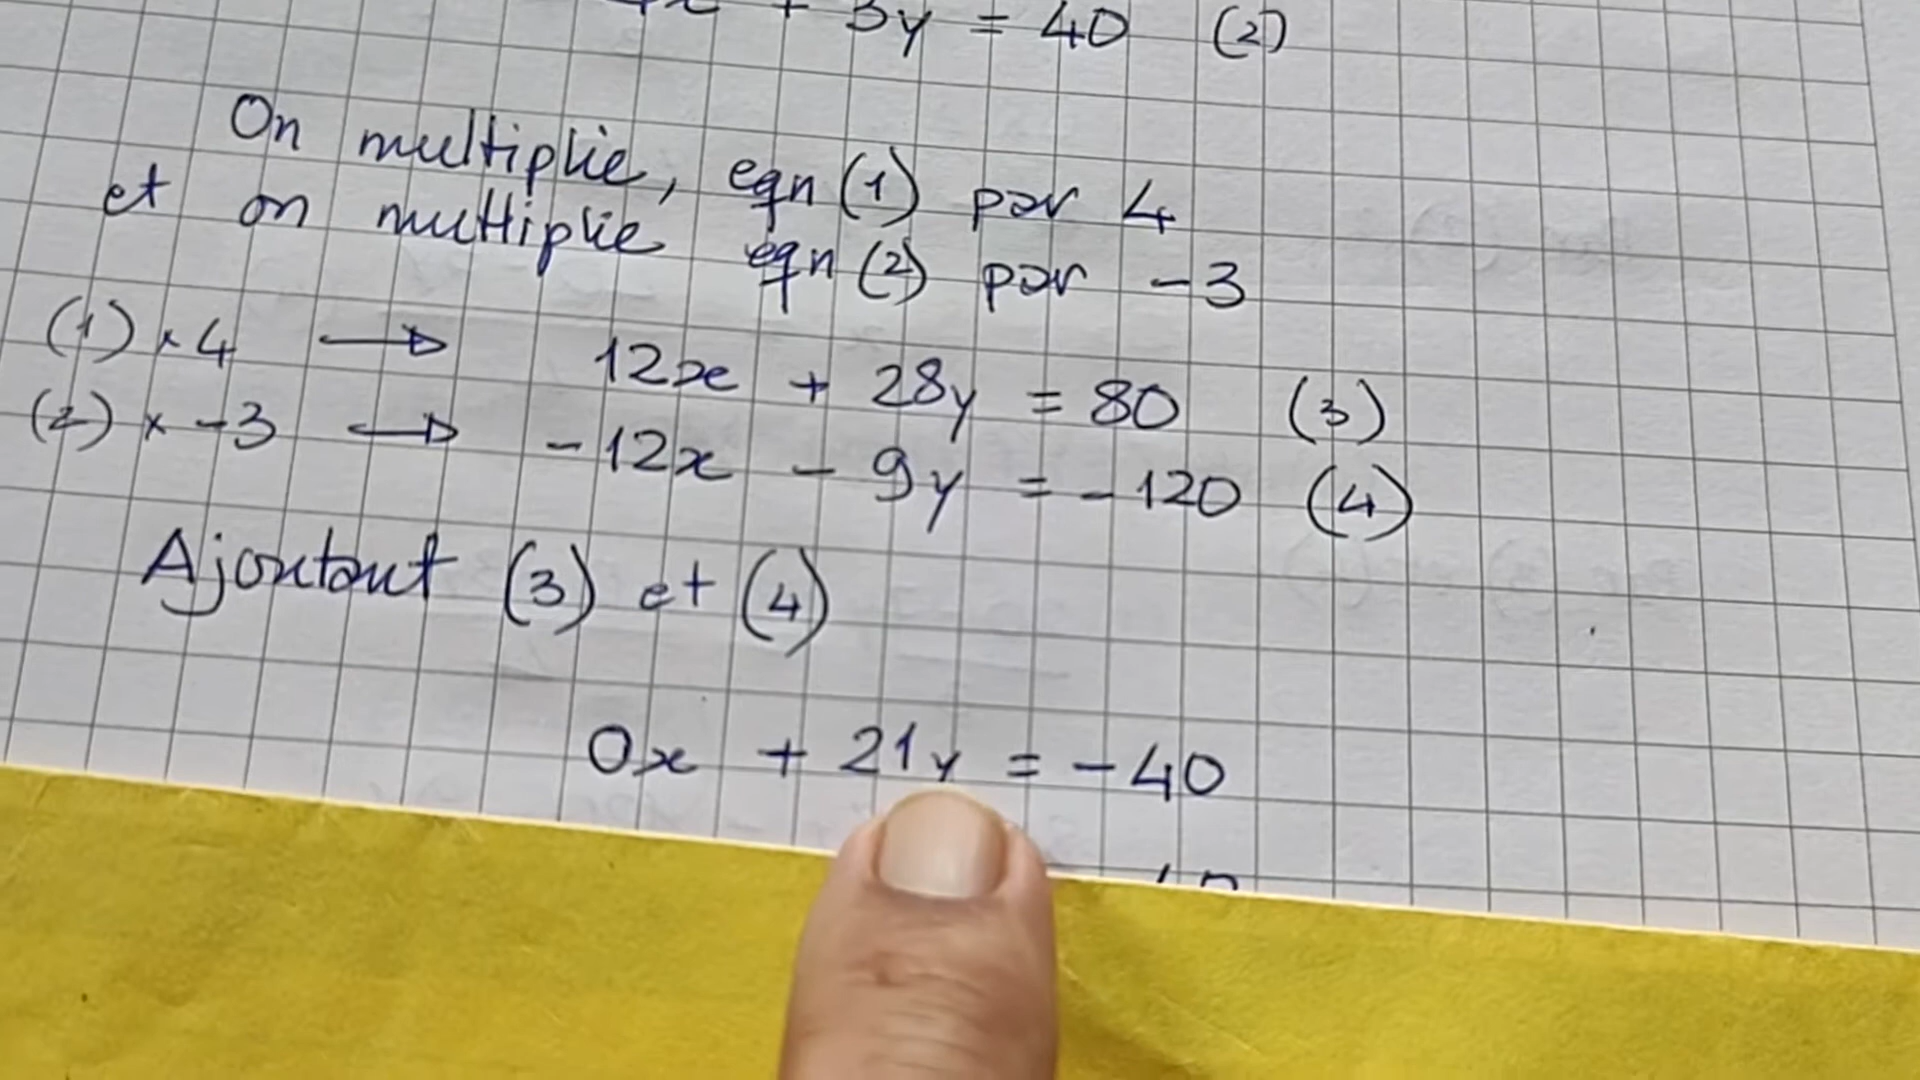 + 3y = 40 (2)
On multiplie, eqn (1) par 4
et on multiplie eqn (2) par -3
(1) × 4 → 12x + 28y = 80 (3)
(2) × -3 → -12x - 9y = -120 (4)
Ajoutant (3) et (4)
0x + 21y = -40